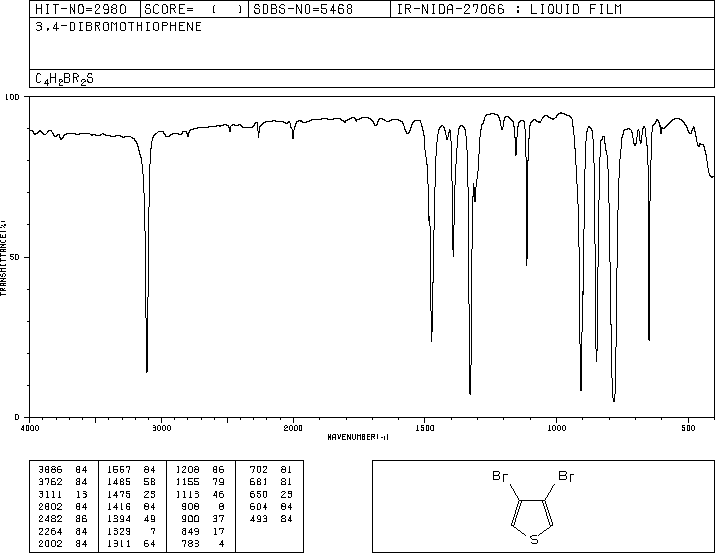 HIT-NO=2980 SCORE= ( ) SDBS-NO=5468 IR-NIDA-27066 : LIQUID FILM
3,4-DIBROMOTHIOPHENE
C4H2BR2S
100
TRANSMITTANCE(%)
50
0
4000 3000 2000 1500 1000 500
WAVENUMBER(-1)
3886 84 1567 84 1208 86 702 81
3762 84 1485 58 1155 79 681 81
3111 13 1475 23 1113 46 650 23
2802 84 1416 84 908 8 604 84
2482 86 1394 49 900 37 493 84
2264 84 1329 7 849 17
2002 84 1311 64 783 4
Br Br
S